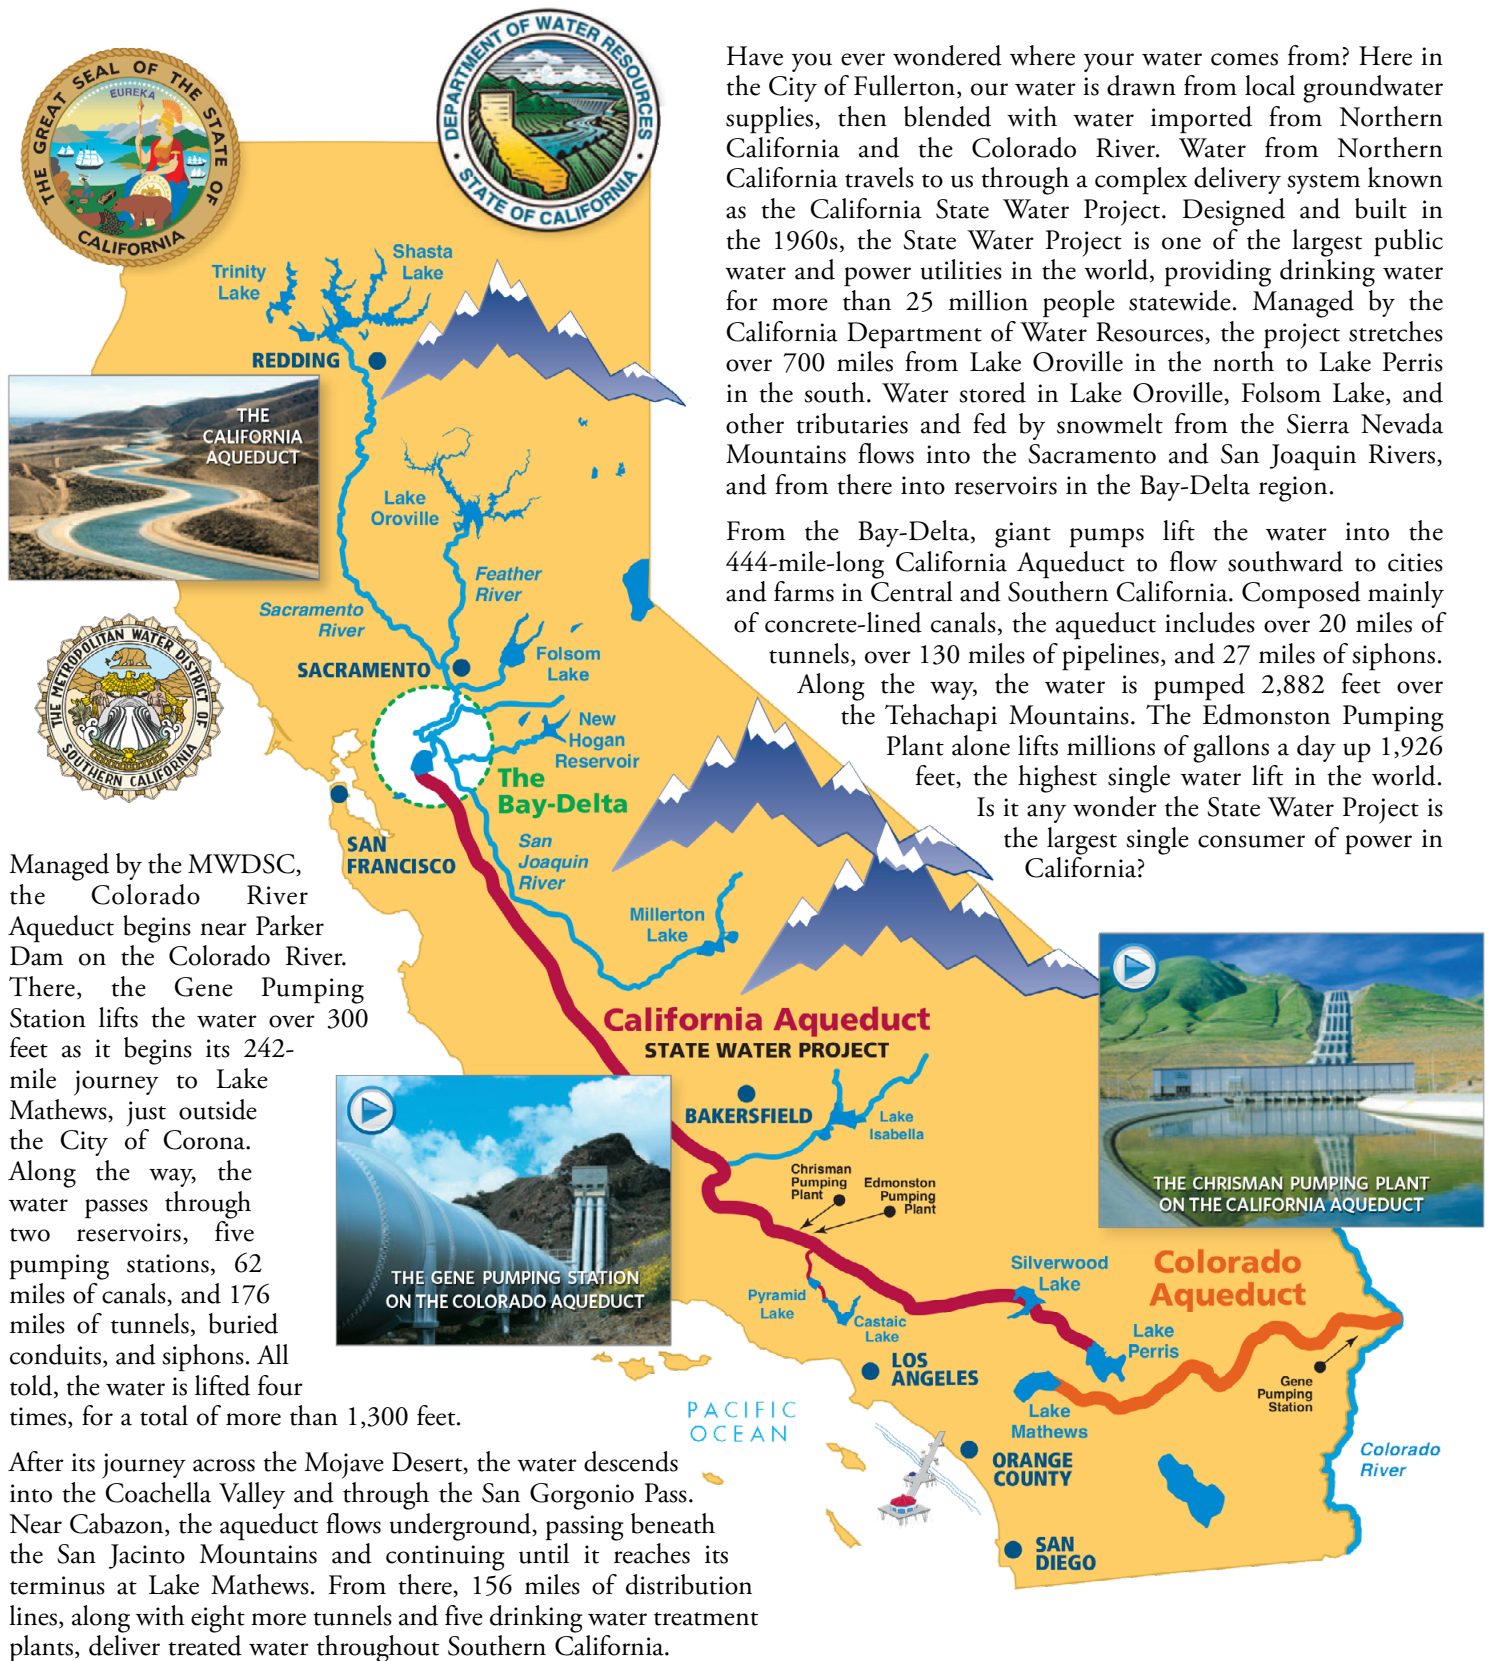 THE GREAT SEAL OF THE STATE OF CALIFORNIA
EUREKA
DEPARTMENT OF WATER RESOURCES
• STATE OF CALIFORNIA •
Have you ever wondered where your water comes from? Here in
the City of Fullerton, our water is drawn from local groundwater
supplies, then blended with water imported from Northern
California and the Colorado River. Water from Northern
California travels to us through a complex delivery system known
as the California State Water Project. Designed and built in
the 1960s, the State Water Project is one of the largest public
water and power utilities in the world, providing drinking water
for more than 25 million people statewide. Managed by the
California Department of Water Resources, the project stretches
over 700 miles from Lake Oroville in the north to Lake Perris
in the south. Water stored in Lake Oroville, Folsom Lake, and
other tributaries and fed by snowmelt from the Sierra Nevada
Mountains flows into the Sacramento and San Joaquin Rivers,
and from there into reservoirs in the Bay-Delta region.
From the Bay-Delta, giant pumps lift the water into the
444-mile-long California Aqueduct to flow southward to cities
and farms in Central and Southern California. Composed mainly
of concrete-lined canals, the aqueduct includes over 20 miles of
tunnels, over 130 miles of pipelines, and 27 miles of siphons.
Along the way, the water is pumped 2,882 feet over
the Tehachapi Mountains. The Edmonston Pumping
Plant alone lifts millions of gallons a day up 1,926
feet, the highest single water lift in the world.
Is it any wonder the State Water Project is
the largest single consumer of power in
California?
Trinity
Lake
Shasta
Lake
REDDING
THE
CALIFORNIA
AQUEDUCT
Lake
Oroville
Feather
River
Sacramento
River
SACRAMENTO
Folsom
Lake
THE METROPOLITAN WATER DISTRICT OF
SOUTHERN CALIFORNIA
New
Hogan
Reservoir
The
Bay-Delta
SAN
FRANCISCO
San
Joaquin
River
Millerton
Lake
Managed by the MWDSC,
the Colorado River
Aqueduct begins near Parker
Dam on the Colorado River.
There, the Gene Pumping
Station lifts the water over 300
feet as it begins its 242-
mile journey to Lake
Mathews, just outside
the City of Corona.
Along the way, the
water passes through
two reservoirs, five
pumping stations, 62
miles of canals, and 176
miles of tunnels, buried
conduits, and siphons. All
told, the water is lifted four
times, for a total of more than 1,300 feet.
After its journey across the Mojave Desert, the water descends
into the Coachella Valley and through the San Gorgonio Pass.
Near Cabazon, the aqueduct flows underground, passing beneath
the San Jacinto Mountains and continuing until it reaches its
terminus at Lake Mathews. From there, 156 miles of distribution
lines, along with eight more tunnels and five drinking water treatment
plants, deliver treated water throughout Southern California.
California Aqueduct
STATE WATER PROJECT
BAKERSFIELD
Lake
Isabella
Chrisman
Pumping
Plant
Edmonston
Pumping
Plant
THE CHRISMAN PUMPING PLANT
ON THE CALIFORNIA AQUEDUCT
THE GENE PUMPING STATION
ON THE COLORADO AQUEDUCT
Pyramid
Lake
Castaic
Lake
Silverwood
Lake
Colorado
Aqueduct
Lake
Perris
LOS
ANGELES
Lake
Mathews
Gene
Pumping
Station
PACIFIC
OCEAN
ORANGE
COUNTY
Colorado
River
SAN
DIEGO